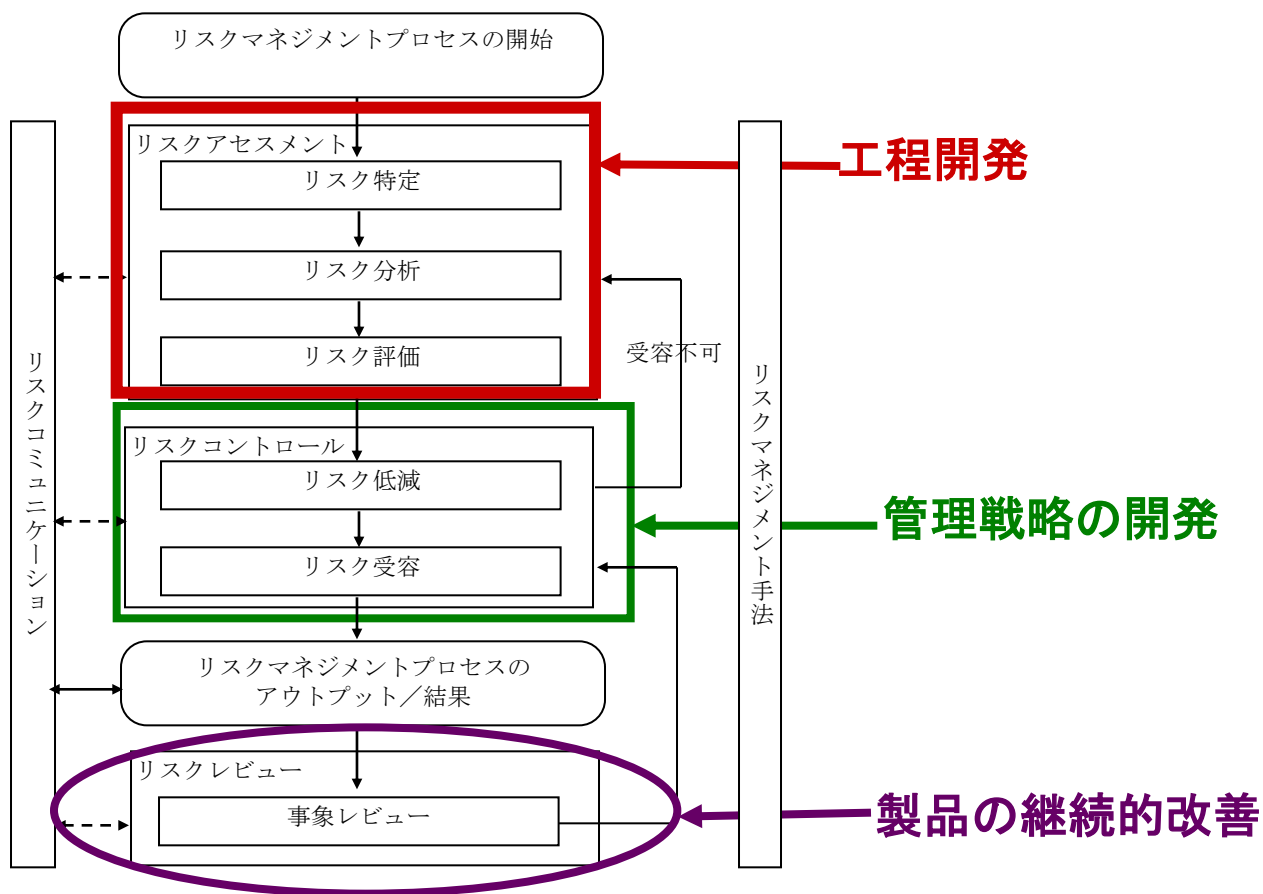 リスクマネジメントプロセスの開始
リスクアセスメント
リスク特定
リスク分析
リスク評価
受容不可
リスクコントロール
リスク低減
リスク受容
リスクマネジメントプロセスの
アウトプット／結果
リスクレビュー
事象レビュー
リスクコミュニケーション
リスクマネジメント手法
工程開発
管理戦略の開発
製品の継続的改善